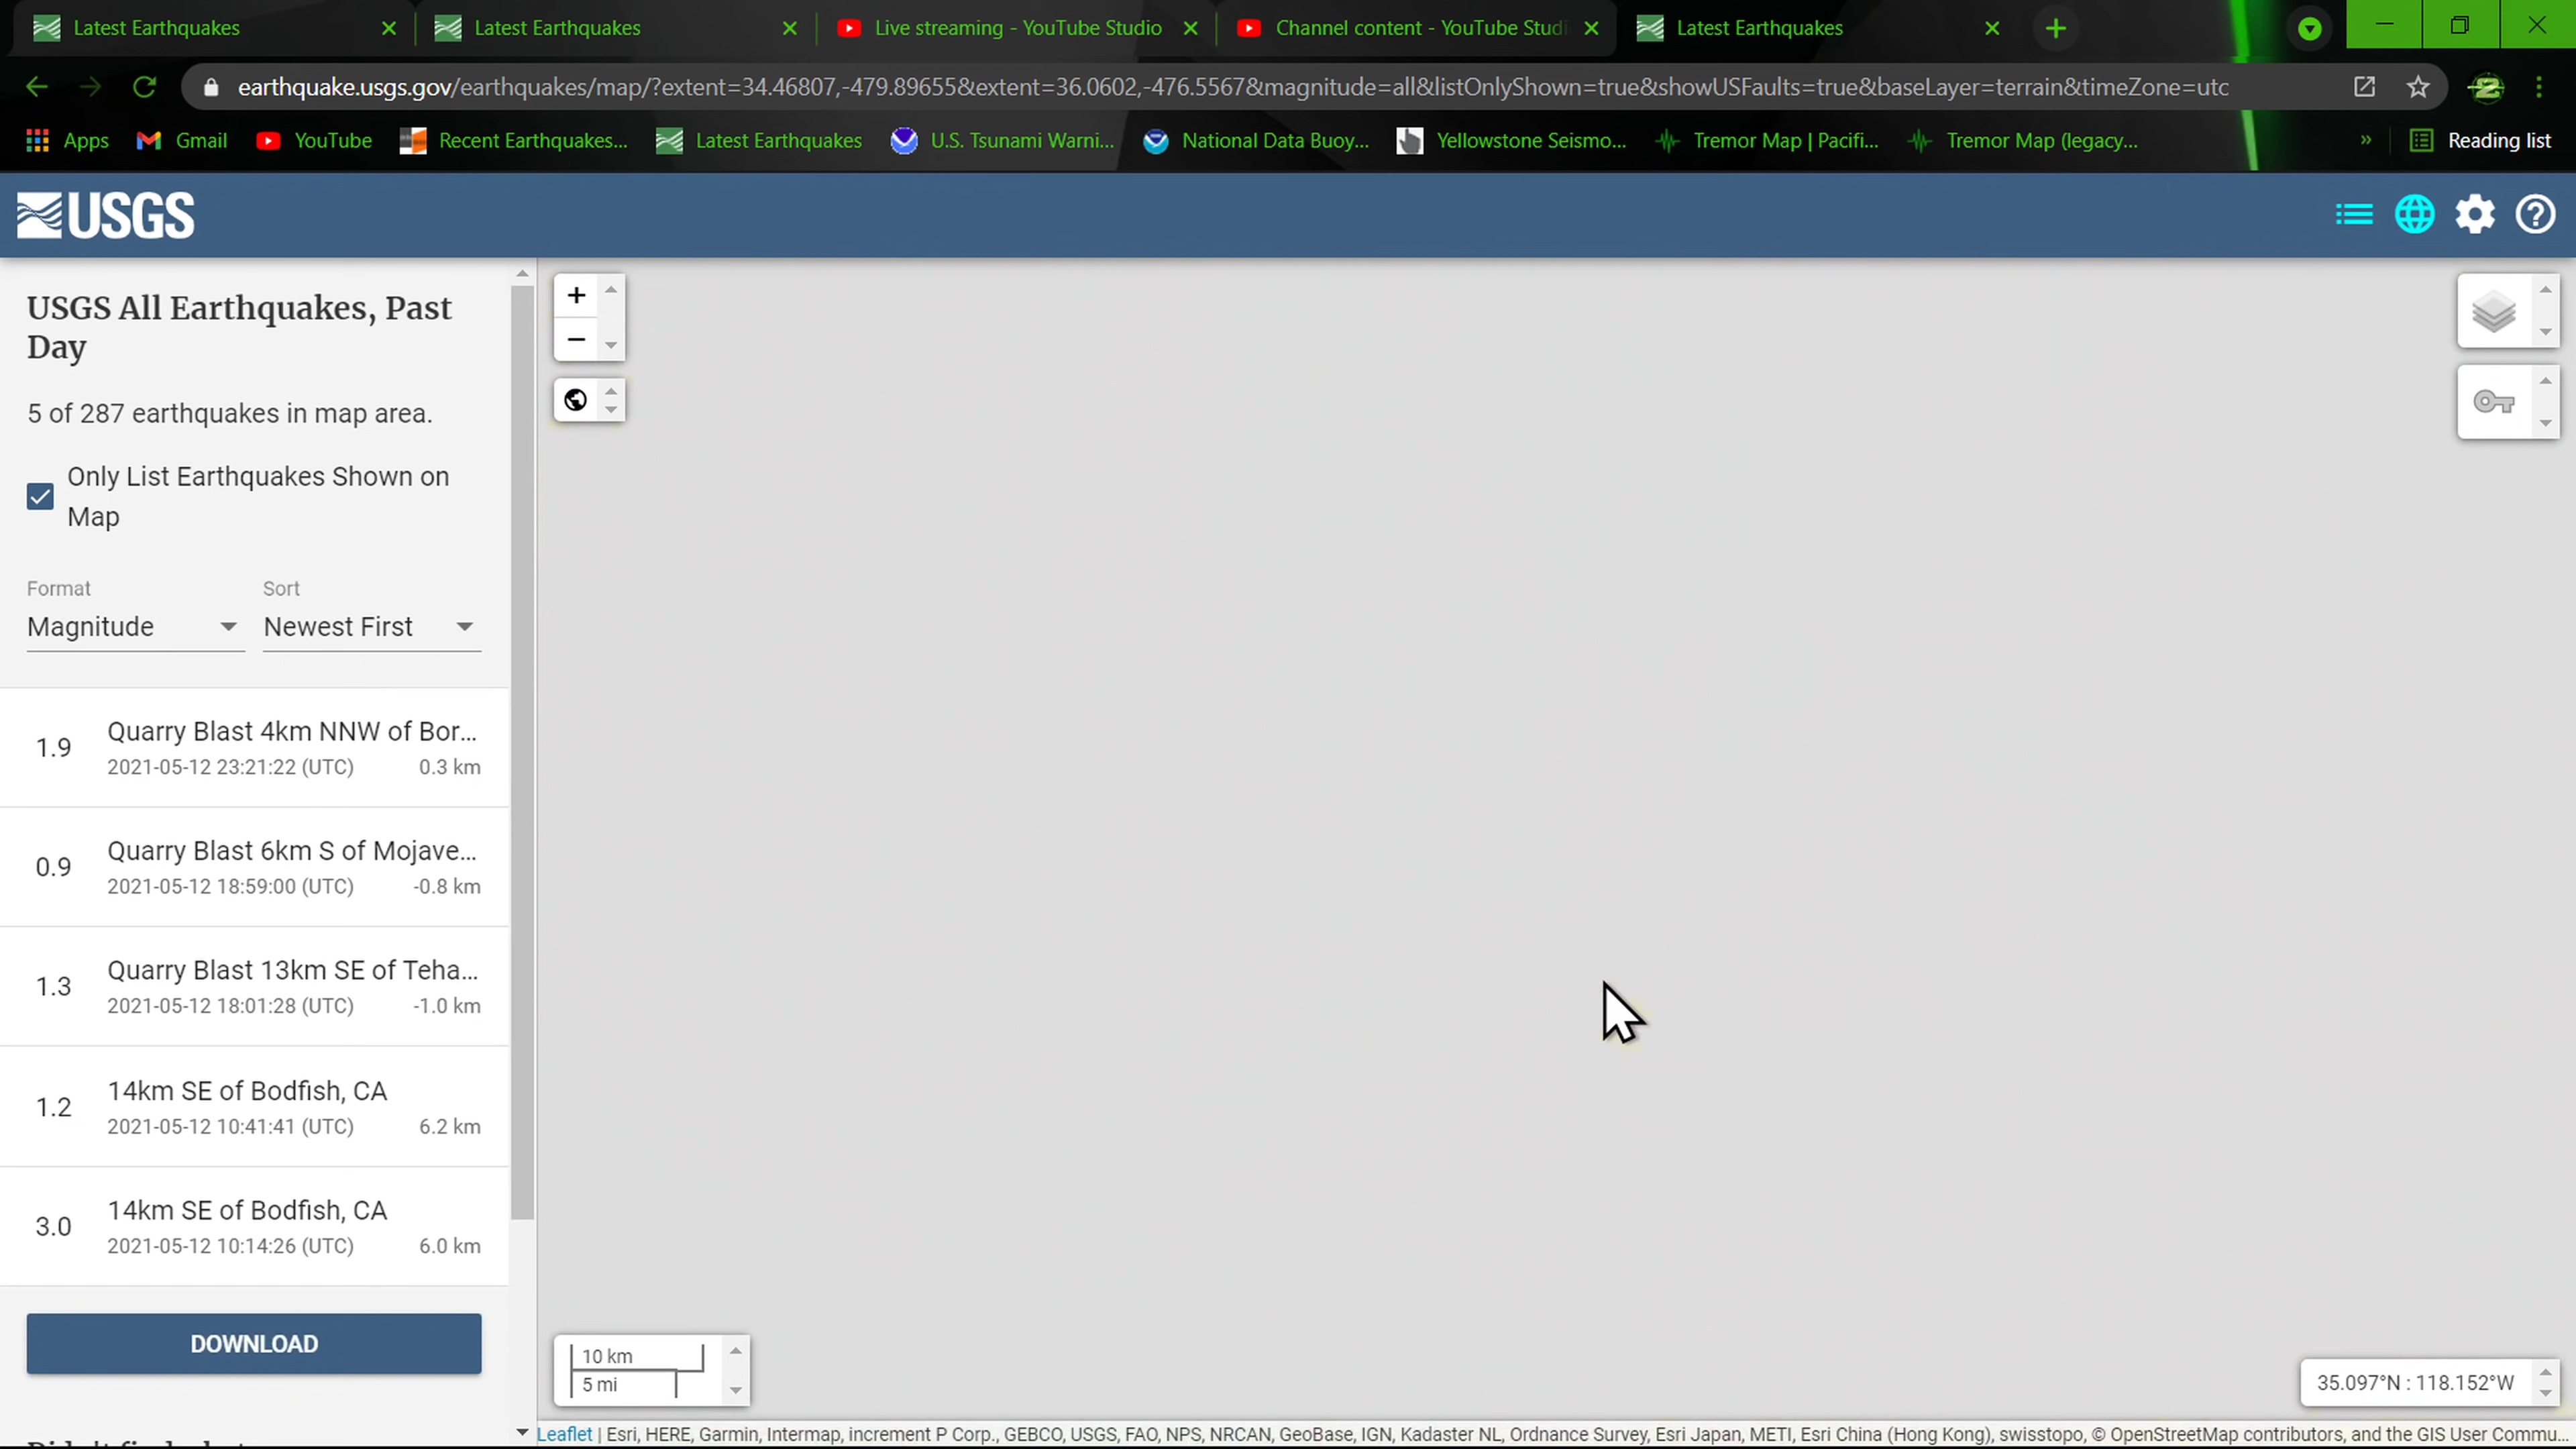 Latest Earthquakes
Latest Earthquakes
Live streaming - YouTube Studio
Channel content - YouTube Studi
Latest Earthquakes
earthquake.usgs.gov/earthquakes/map/?extent=34.46807,-479.89655&extent=36.0602,-476.5567&magnitude=all&listOnlyShown=true&showUSFaults=true&baseLayer=terrain&timeZone=utc
Apps
Gmail
YouTube
Recent Earthquakes...
Latest Earthquakes
U.S. Tsunami Warni...
National Data Buoy...
Yellowstone Seismo...
Tremor Map | Pacifi...
Tremor Map (legacy...
»
Reading list
USGS
USGS All Earthquakes, Past
Day
5 of 287 earthquakes in map area.
Only List Earthquakes Shown on
Map
Format
Sort
Magnitude
Newest First
1.9
Quarry Blast 4km NNW of Bor...
2021-05-12 23:21:22 (UTC) 0.3 km
0.9
Quarry Blast 6km S of Mojave...
2021-05-12 18:59:00 (UTC) -0.8 km
1.3
Quarry Blast 13km SE of Teha...
2021-05-12 18:01:28 (UTC) -1.0 km
1.2
14km SE of Bodfish, CA
2021-05-12 10:41:41 (UTC) 6.2 km
3.0
14km SE of Bodfish, CA
2021-05-12 10:14:26 (UTC) 6.0 km
DOWNLOAD
+
−
10 km
5 mi
35.097°N : 118.152°W
Leaflet | Esri, HERE, Garmin, Intermap, increment P Corp., GEBCO, USGS, FAO, NPS, NRCAN, GeoBase, IGN, Kadaster NL, Ordnance Survey, Esri Japan, METI, Esri China (Hong Kong), swisstopo, © OpenStreetMap contributors, and the GIS User Commu...